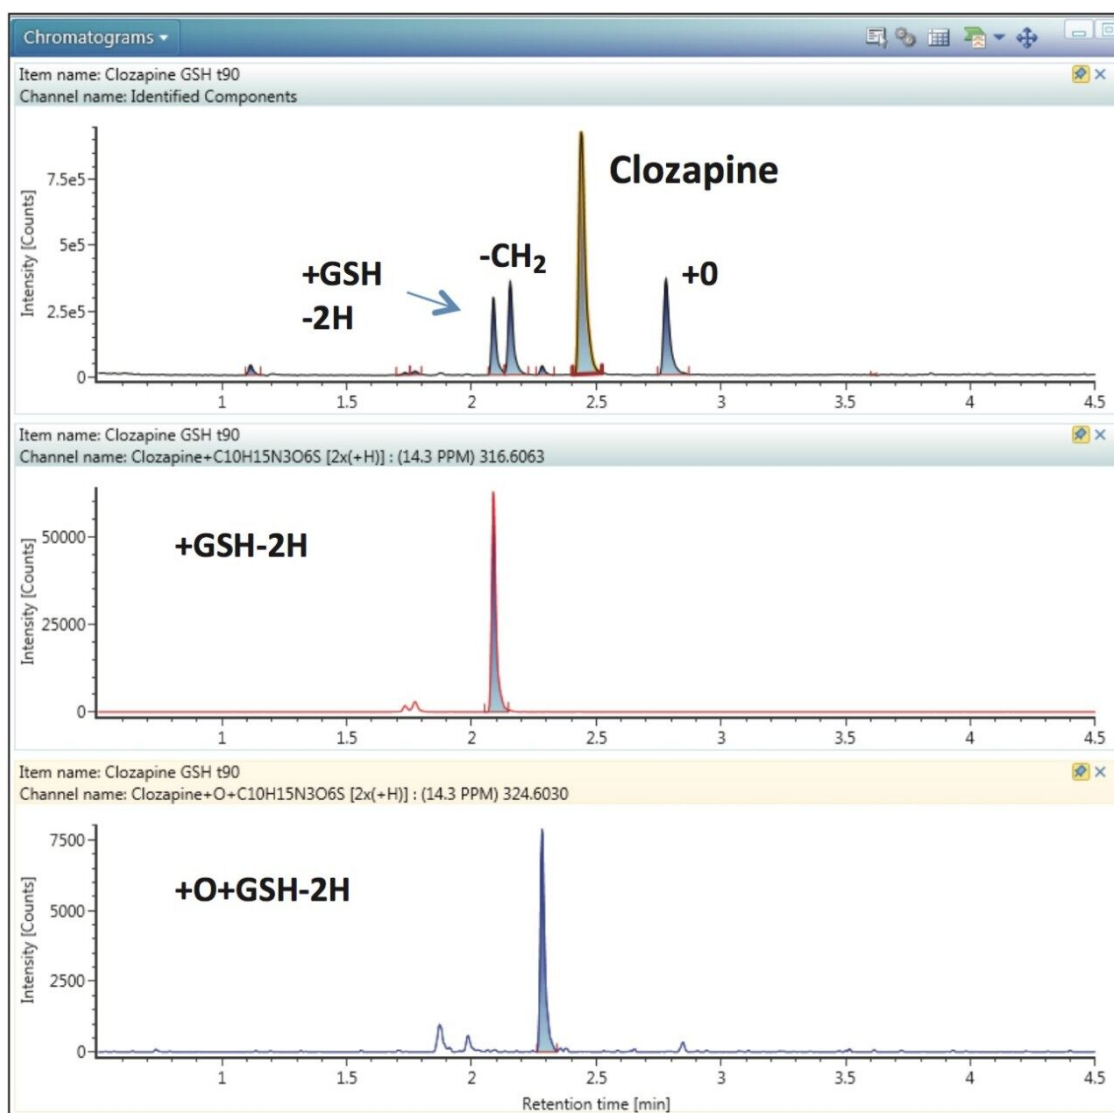 Chromatograms
Item name: Clozapine GSH t90
Channel name: Identified Components
Intensity [Counts]
7.5e5
5e5
2.5e5
0
+GSH
-2H
-CH₂
Clozapine
+0
1 1.5 2 2.5 3 3.5 4 4.5
Item name: Clozapine GSH t90
Channel name: Clozapine+C10H15N3O6S [2x(+H)] : (14.3 PPM) 316.6063
Intensity [Counts]
50000
25000
0
+GSH-2H
1 1.5 2 2.5 3 3.5 4 4.5
Item name: Clozapine GSH t90
Channel name: Clozapine+O+C10H15N3O6S [2x(+H)] : (14.3 PPM) 324.6030
Intensity [Counts]
7500
5000
2500
0
+O+GSH-2H
1 1.5 2 2.5 3 3.5 4 4.5
Retention time [min]